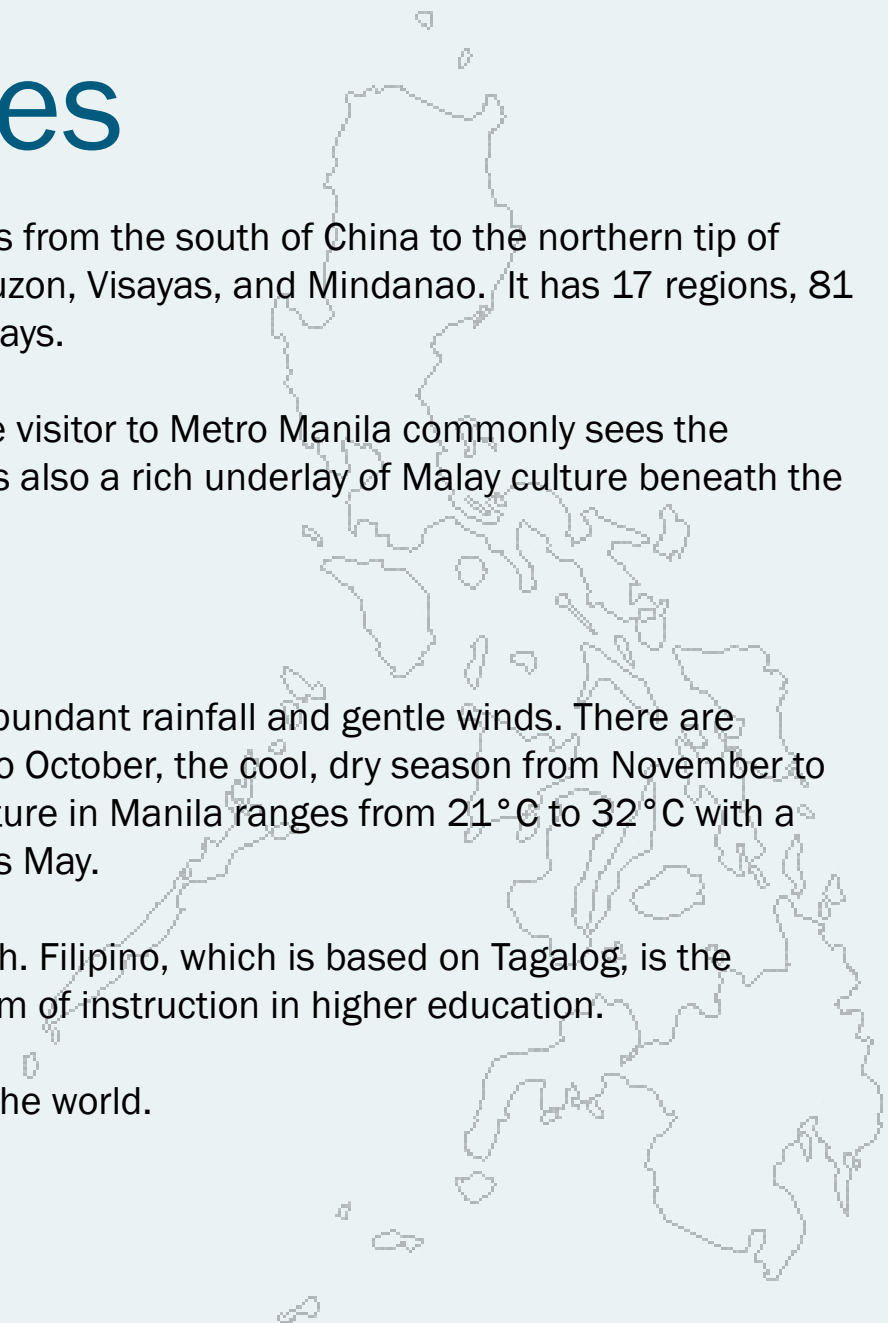 es
s from the south of China to the northern tip of
uzon, Visayas, and Mindanao.  It has 17 regions, 81
ays.
e visitor to Metro Manila commonly sees the
s also a rich underlay of Malay culture beneath the
bundant rainfall and gentle winds. There are
o October, the cool, dry season from November to
ture in Manila ranges from 21°C to 32°C with a
s May.
h. Filipino, which is based on Tagalog, is the
m of instruction in higher education.
he world.